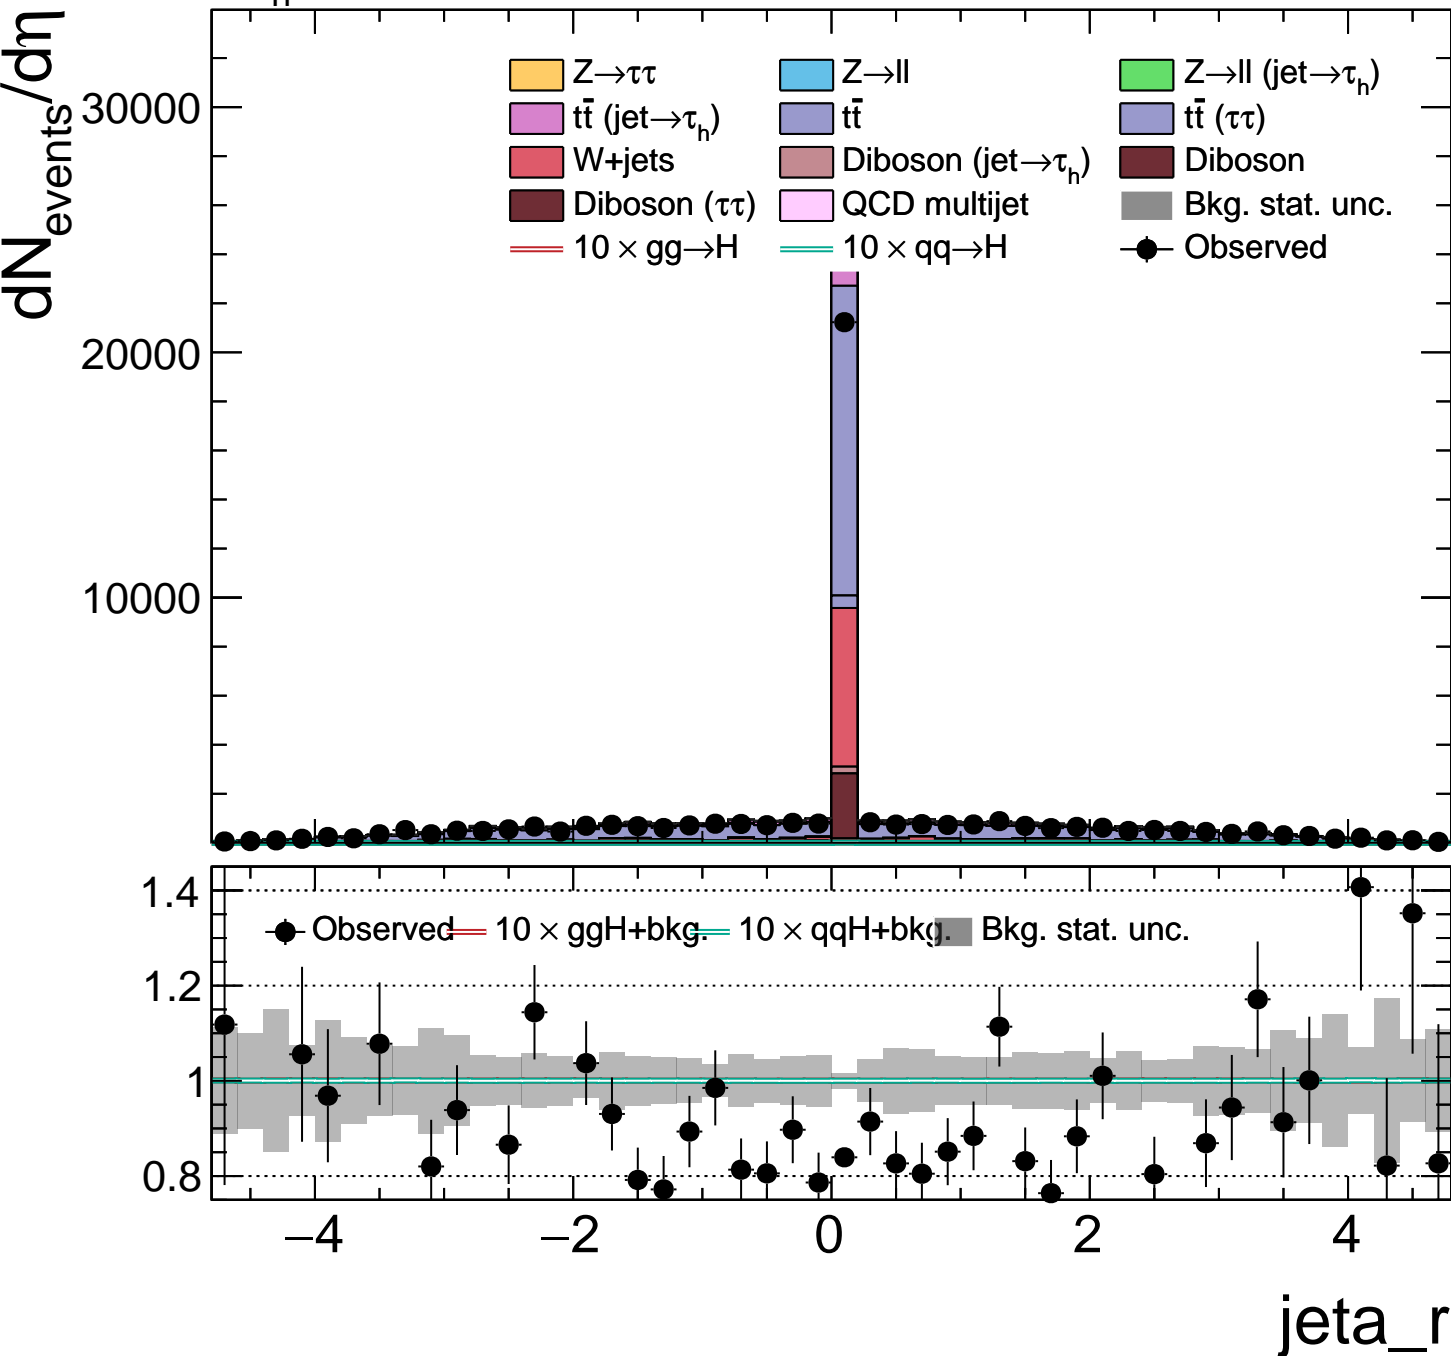 dN_events/dη
30000
20000
10000
Z→ττ
Z→ll
Z→ll (jet→τ_h)
tt̄ (jet→τ_h)
tt̄
tt̄ (ττ)
W+jets
Diboson (jet→τ_h)
Diboson
Diboson (ττ)
QCD multijet
Bkg. stat. unc.
10 × gg→H
10 × qq→H
Observed
1.4
1.2
1
0.8
Observed
10 × ggH+bkg.
10 × qqH+bkg.
Bkg. stat. unc.
−4
−2
0
2
4
jeta_r